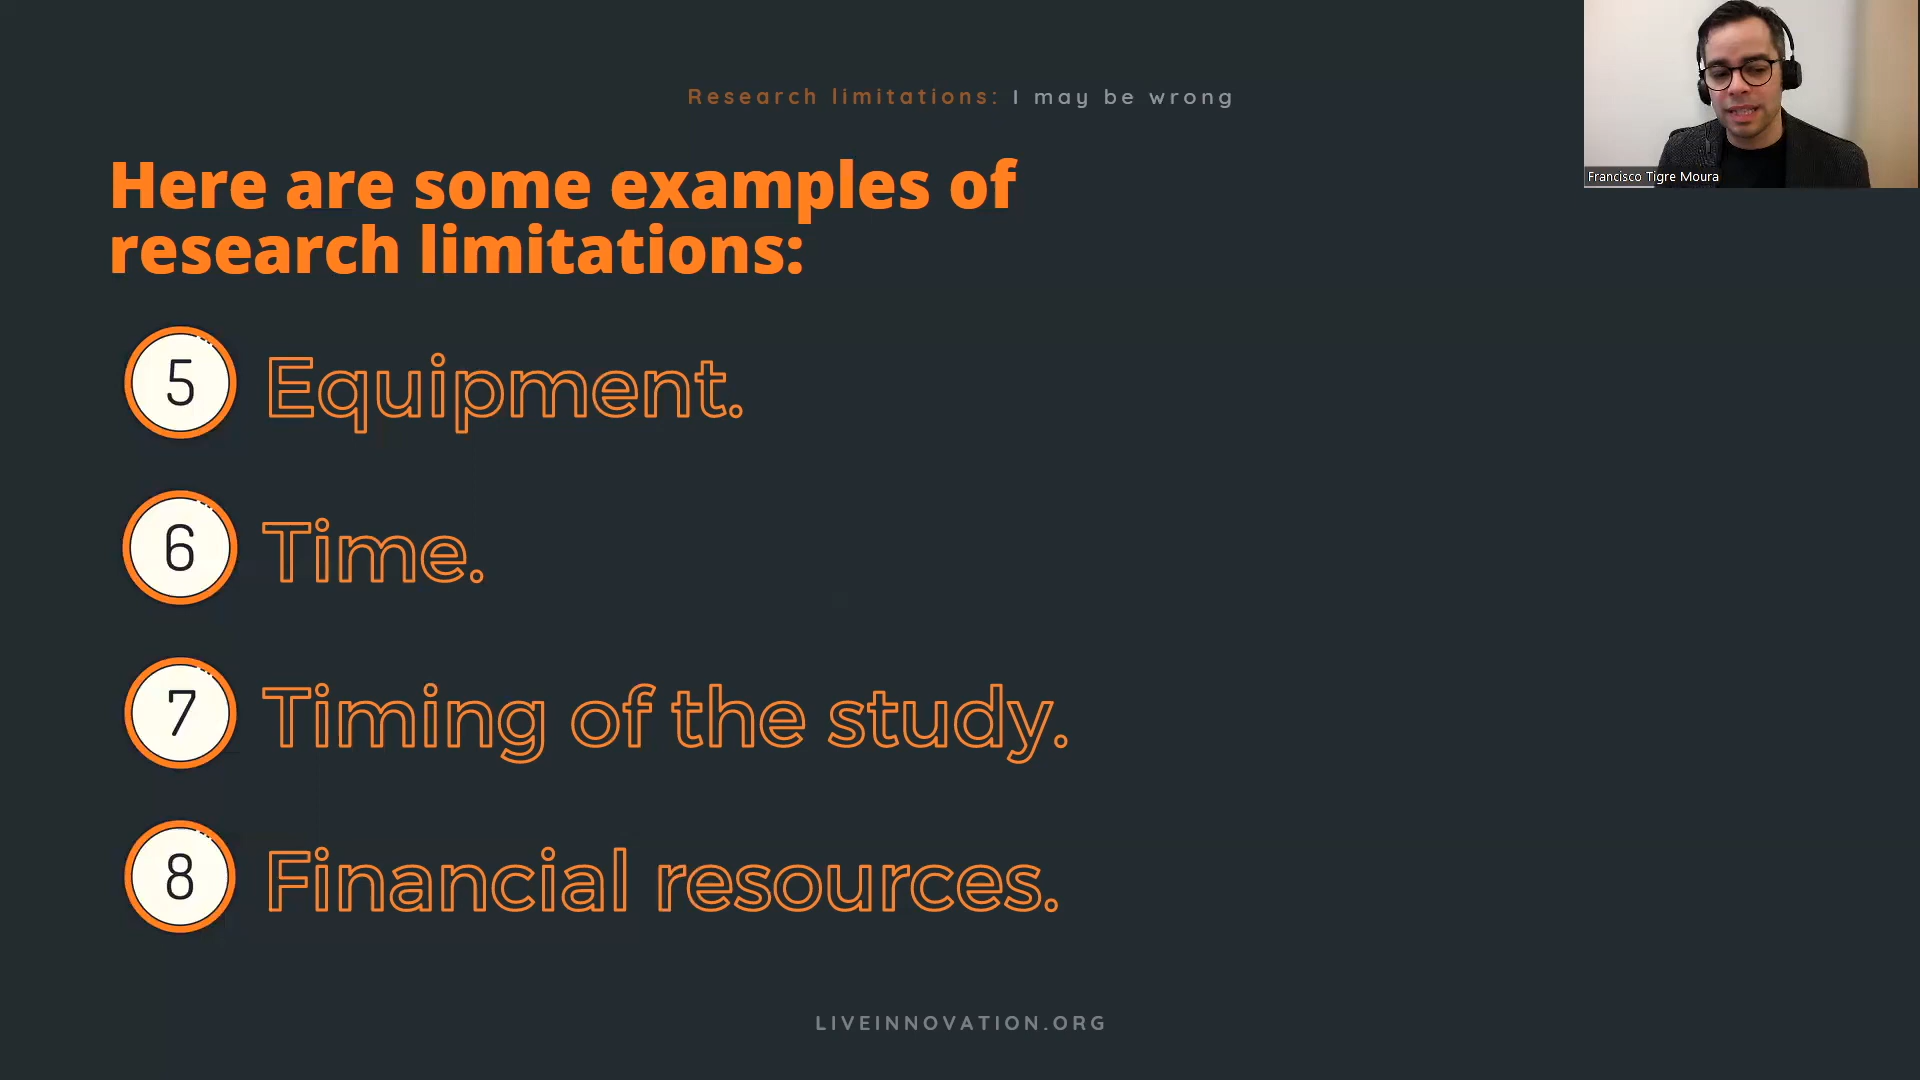 Research limitations: I may be wrong
Francisco Tigre Moura
Here are some examples of
research limitations:
5 Equipment.
6 Time.
7 Timing of the study.
8 Financial resources.
LIVEINNOVATION.ORG